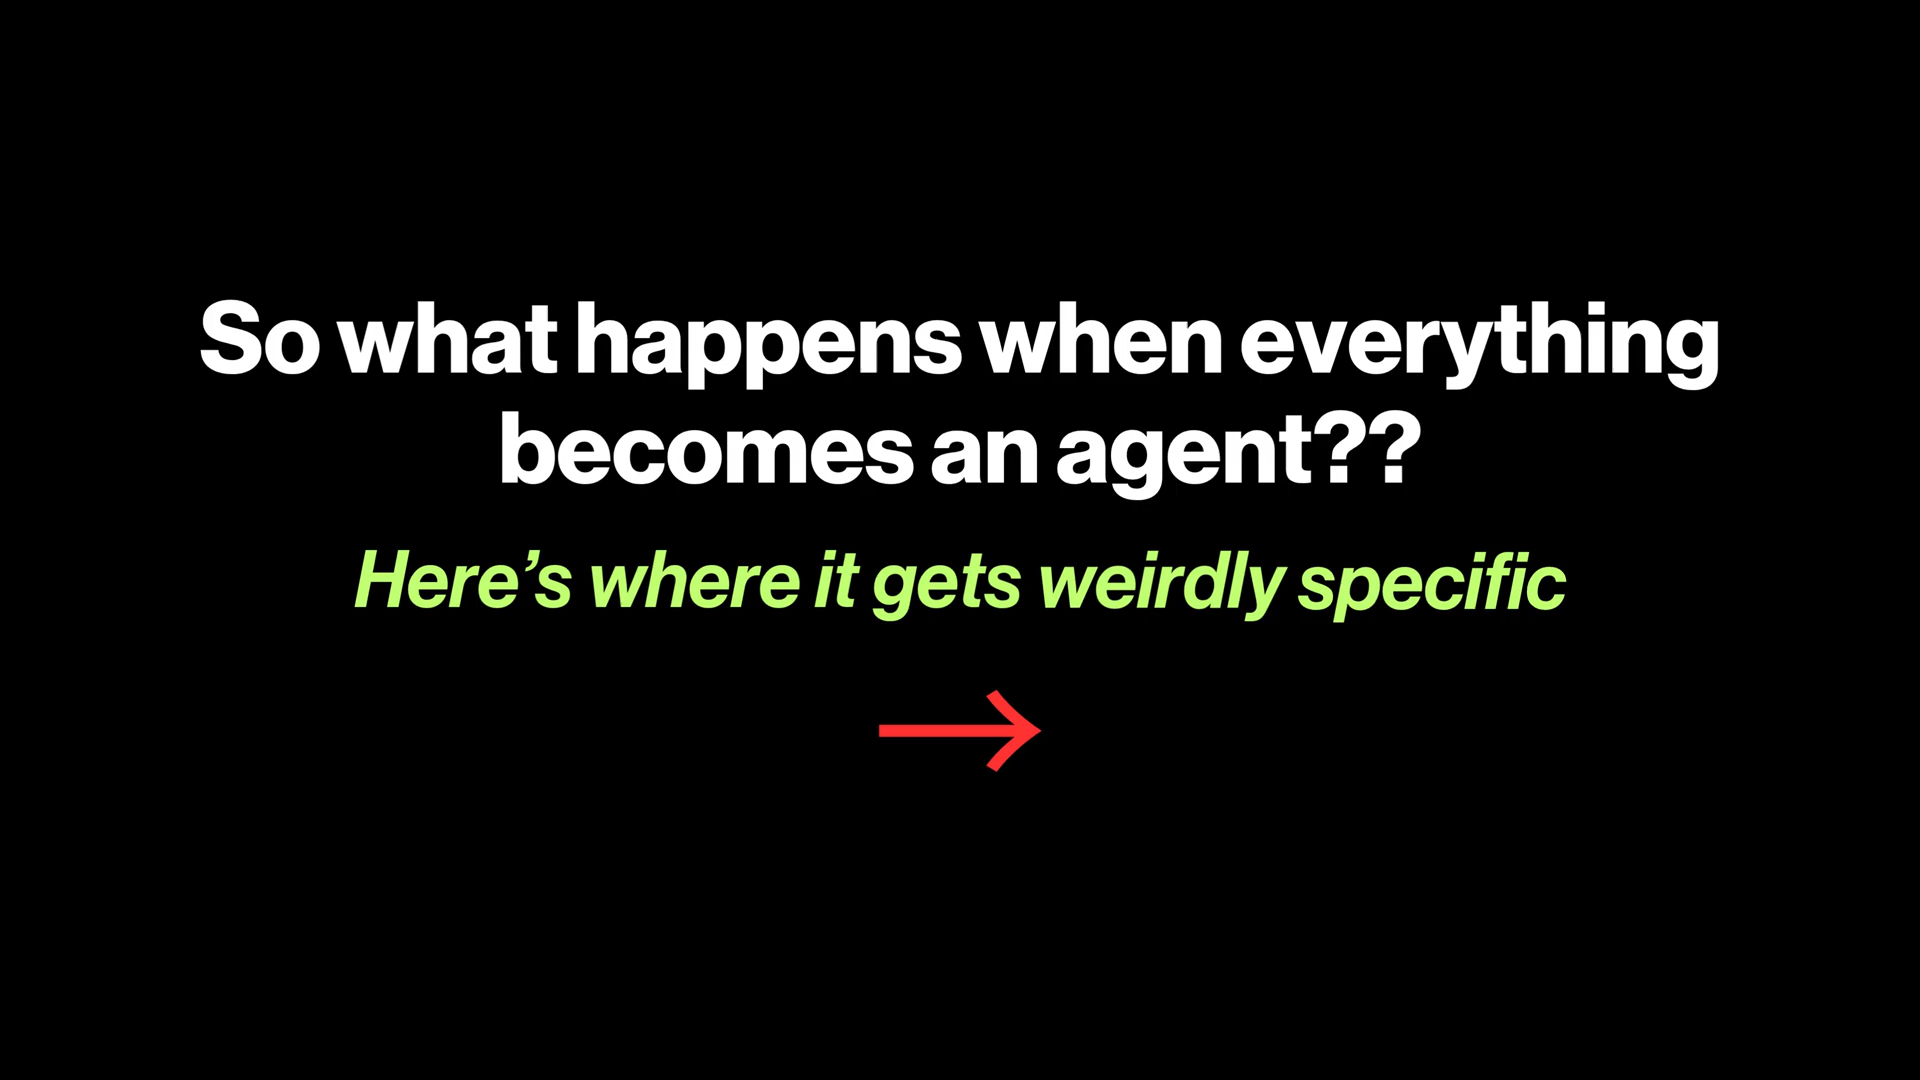 So what happens when everything
becomes an agent??
Here’s where it gets weirdly specific